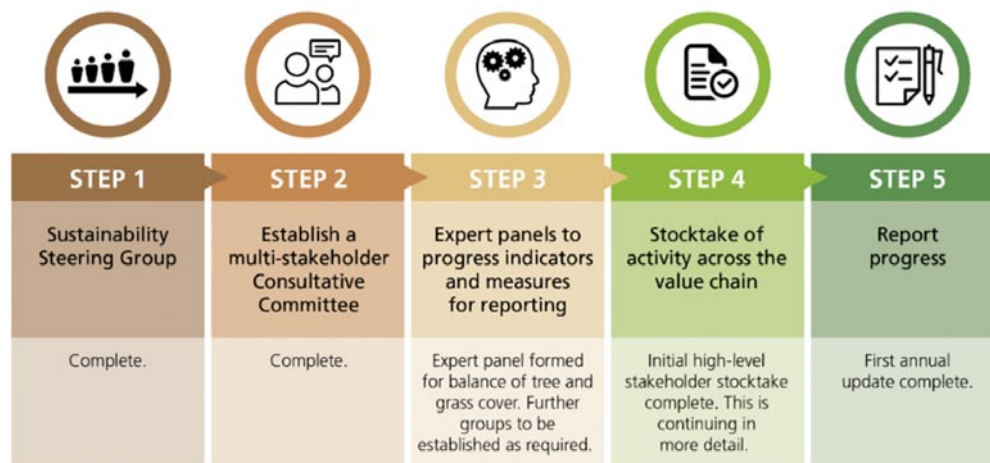 STEP 1
Sustainability
Steering Group
Complete.
STEP 2
Establish a
multi-stakeholder
Consultative
Committee
Complete.
STEP 3
Expert panels to
progress indicators
and measures
for reporting
Expert panel formed
for balance of tree and
grass cover. Further
groups to be
established as required.
STEP 4
Stocktake of
activity across the
value chain
Initial high-level
stakeholder stocktake
complete. This is
continuing in
more detail.
STEP 5
Report
progress
First annual
update complete.